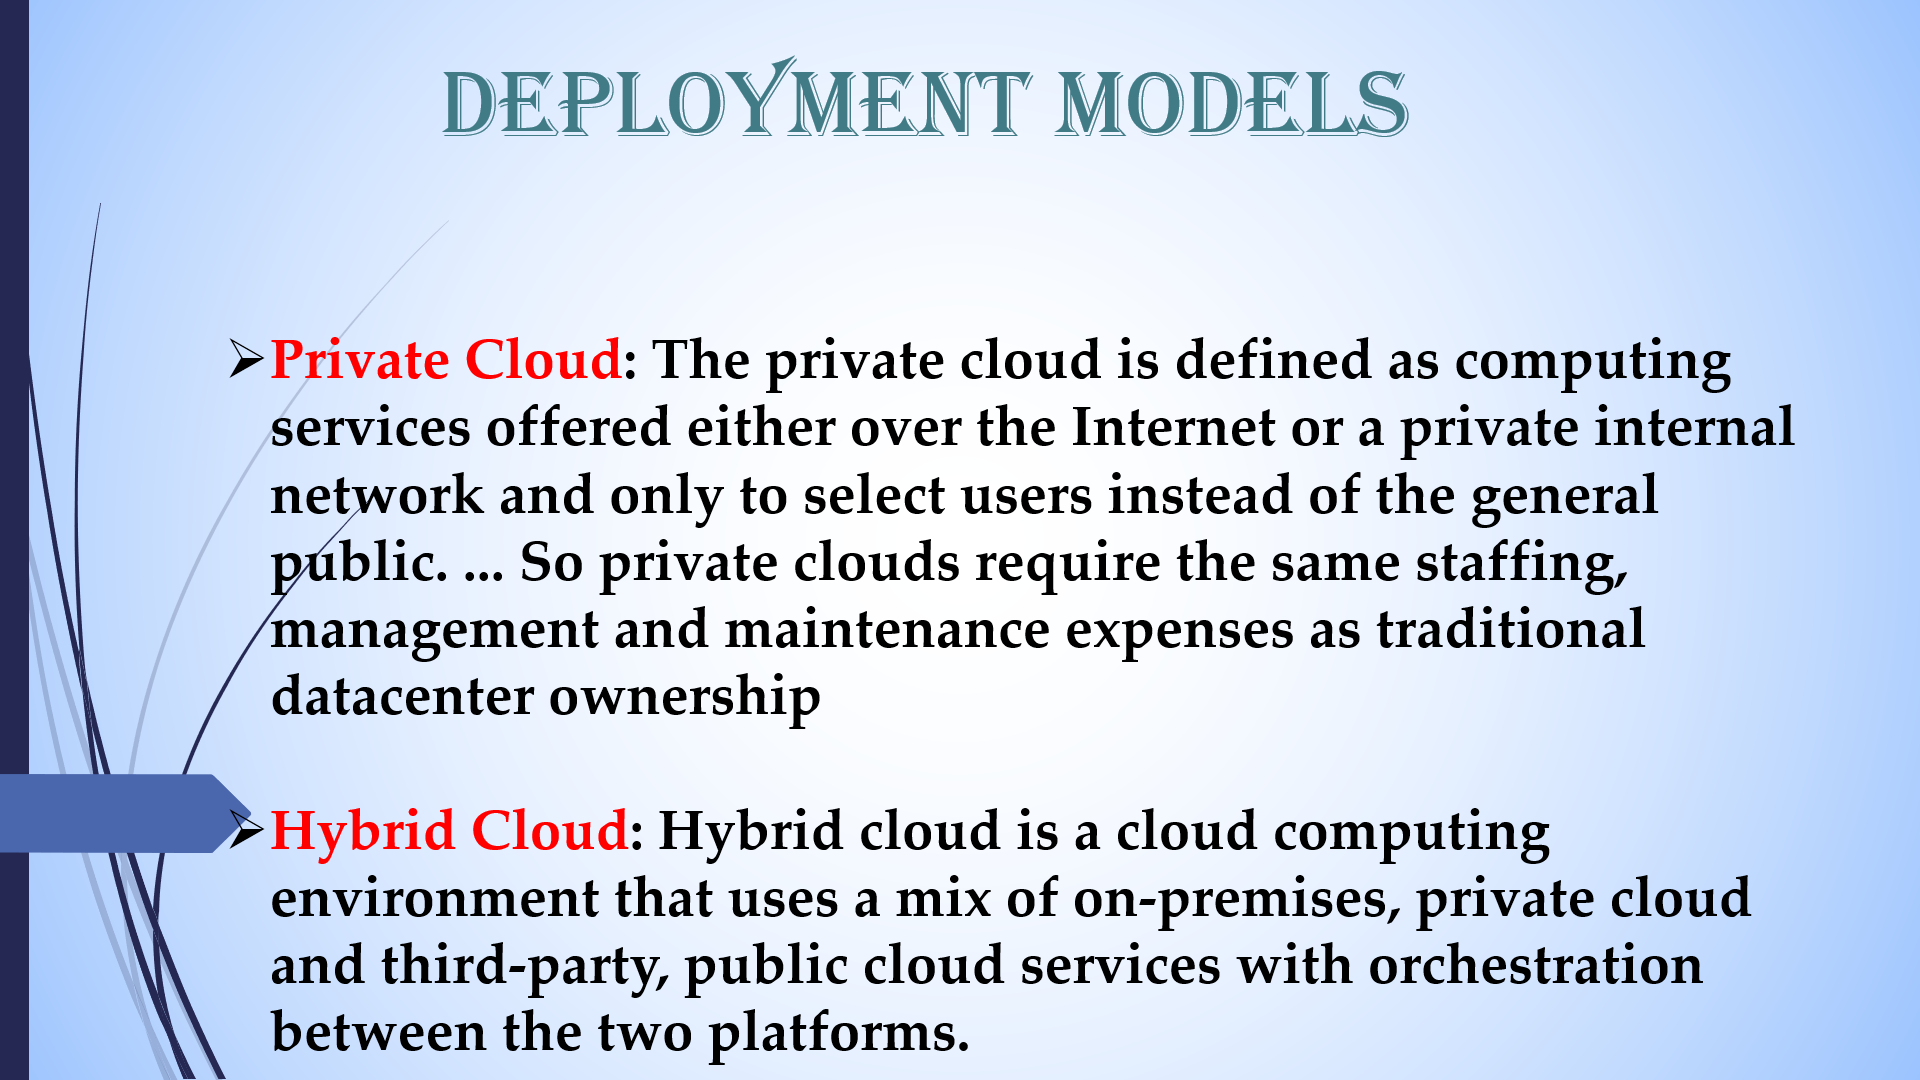 DEPLOYMENT MODELS
➢Private Cloud: The private cloud is defined as computing
services offered either over the Internet or a private internal
network and only to select users instead of the general
public. ... So private clouds require the same staffing,
management and maintenance expenses as traditional
datacenter ownership
➢Hybrid Cloud: Hybrid cloud is a cloud computing
environment that uses a mix of on-premises, private cloud
and third-party, public cloud services with orchestration
between the two platforms.